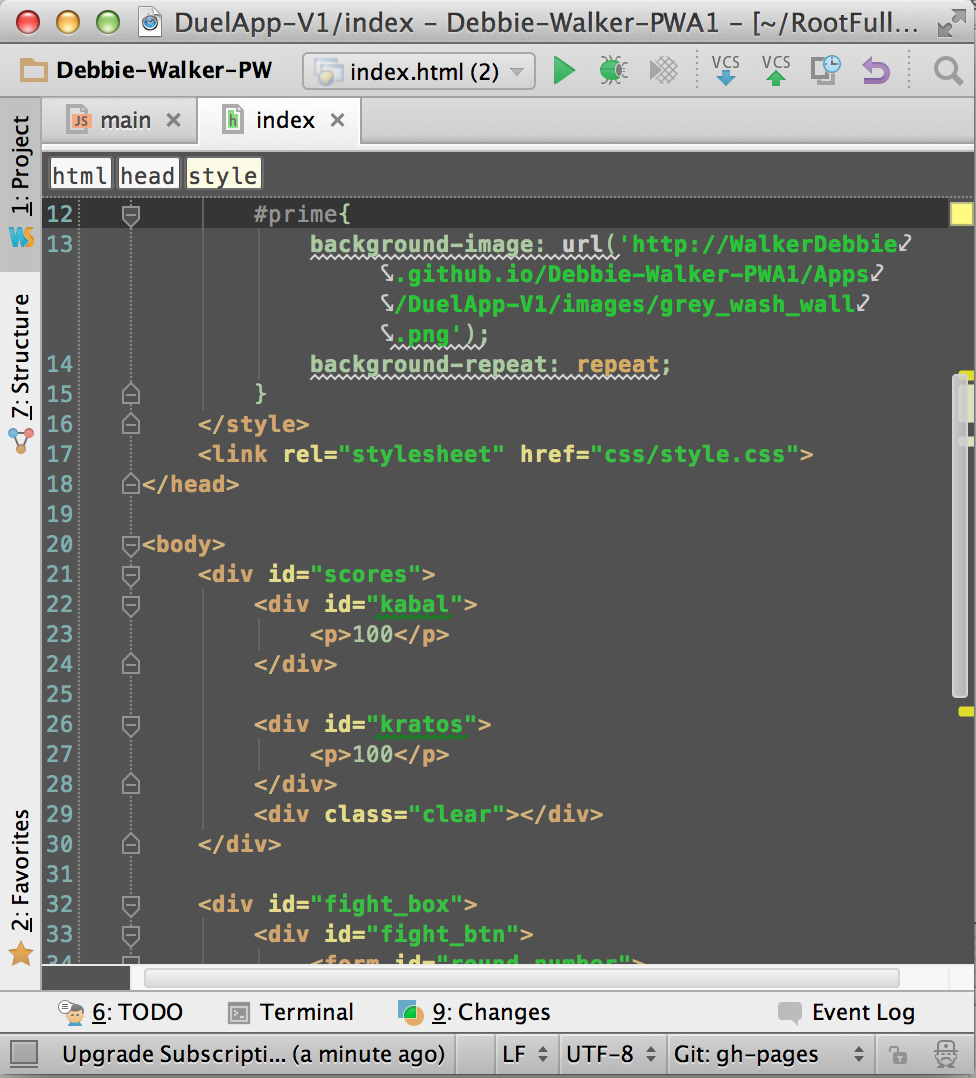 DuelApp-V1/index – Debbie-Walker-PWA1 – [~/RootFull...
Debbie-Walker-PW index.html (2) VCS VCS
main index
1: Project
7: Structure
2: Favorites
html head style
12 #prime{
13 background-image: url('http://WalkerDebbie
.github.io/Debbie-Walker-PWA1/Apps
/DuelApp-V1/images/grey_wash_wall
.png');
14 background-repeat: repeat;
15 }
16 </style>
17 <link rel="stylesheet" href="css/style.css">
18 </head>
19
20 <body>
21 <div id="scores">
22 <div id="kabal">
23 <p>100</p>
24 </div>
25
26 <div id="kratos">
27 <p>100</p>
28 </div>
29 <div class="clear"></div>
30 </div>
31
32 <div id="fight_box">
33 <div id="fight_btn">
34 <form id="round_number">
6: TODO Terminal 9: Changes Event Log
Upgrade Subscripti... (a minute ago) LF UTF-8 Git: gh-pages